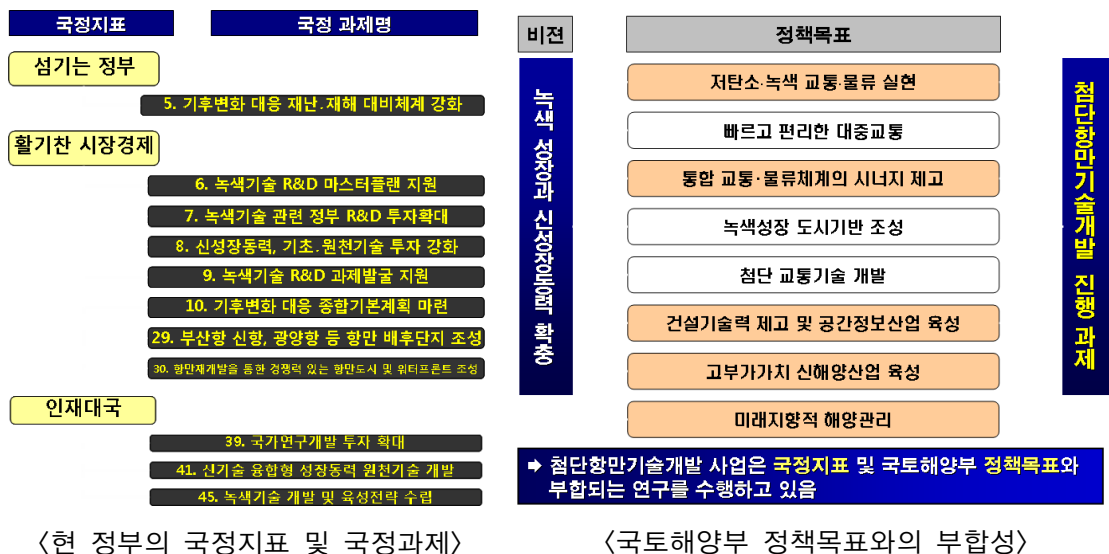 국정지표
국정 과제명
섬기는 정부
5. 기후변화 대응 재난·재해 대비체계 강화
활기찬 시장경제
6. 녹색기술 R&D 마스터플랜 지원
7. 녹색기술 관련 정부 R&D 투자확대
8. 신성장동력, 기초·원천기술 투자 강화
9. 녹색기술 R&D 과제발굴 지원
10. 기후변화 대응 종합기본계획 마련
29. 부산항 신항, 광양항 등 항만 배후단지 조성
30. 항만재개발을 통한 경쟁력 있는 항만도시 및 워터프론트 조성
인재대국
39. 국가연구개발 투자 확대
41. 신기술 융합형 성장동력 원천기술 개발
45. 녹색기술 개발 및 육성전략 수립
〈현 정부의 국정지표 및 국정과제〉
비젼
정책목표
녹색 성장과 신성장동력 확충
저탄소·녹색 교통·물류 실현
빠르고 편리한 대중교통
통합 교통·물류체계의 시너지 제고
녹색성장 도시기반 조성
첨단 교통기술 개발
건설기술력 제고 및 공간정보산업 육성
고부가가치 신해양산업 육성
미래지향적 해양관리
첨단항만기술개발 진행 과제
➡ 첨단항만기술개발 사업은 국정지표 및 국토해양부 정책목표와
부합되는 연구를 수행하고 있음
〈국토해양부 정책목표와의 부합성〉